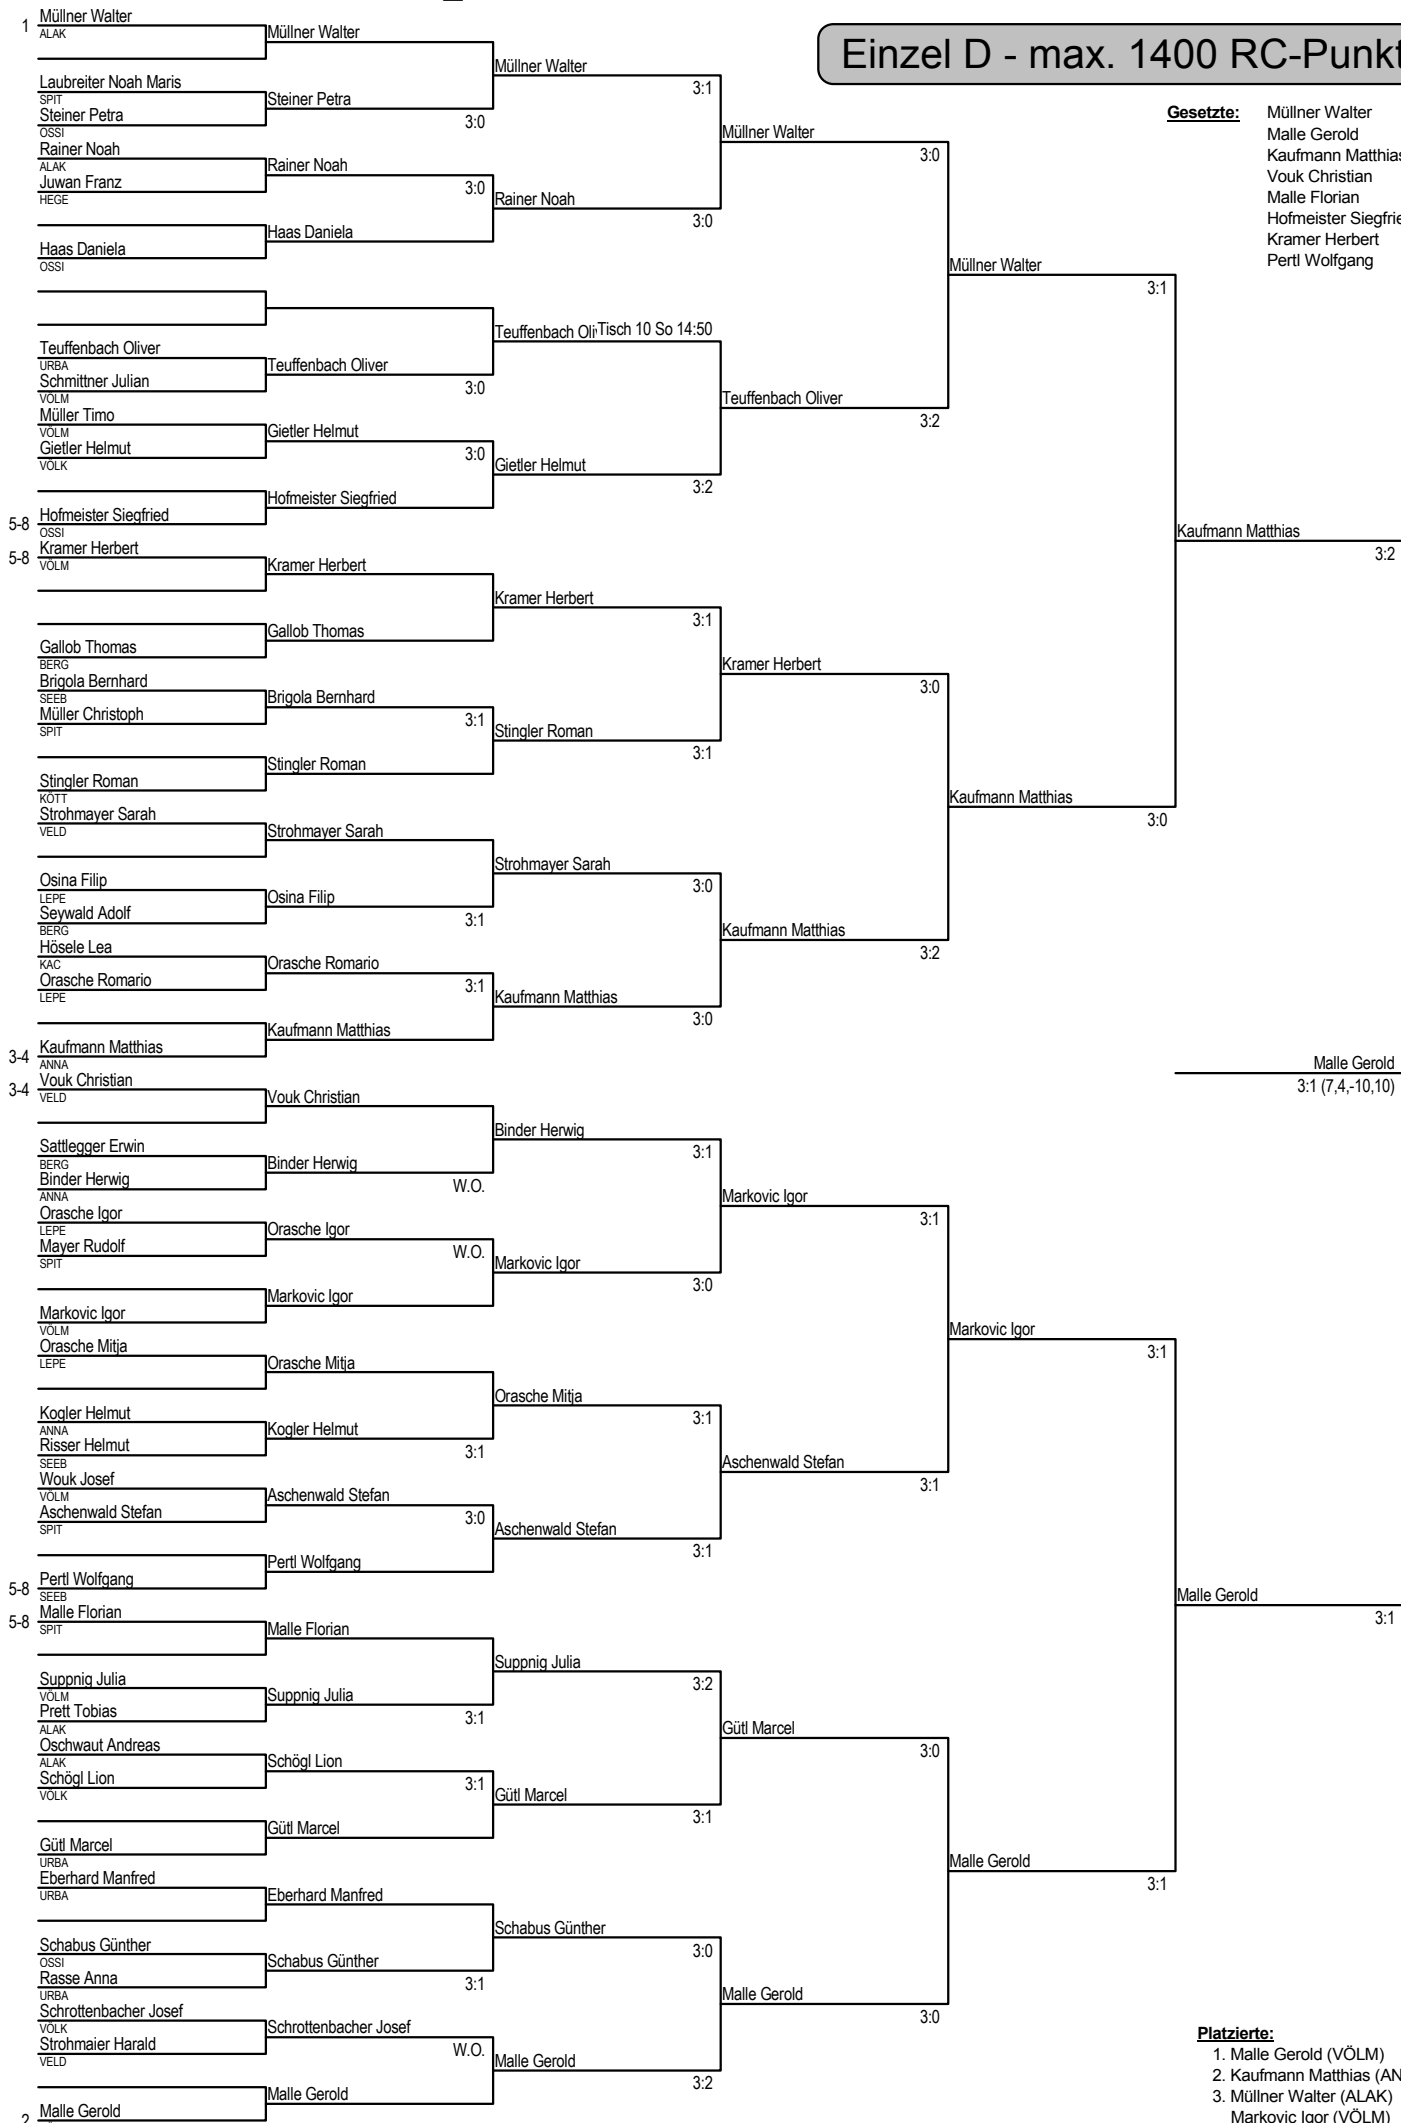 Einzel D - max. 1400 RC-Punkt
Gesetzte: Müllner Walter
Malle Gerold
Kaufmann Matthias
Vouk Christian
Malle Florian
Hofmeister Siegfrie
Kramer Herbert
Pertl Wolfgang
1 Müllner Walter
ALAK
Laubreiter Noah Maris
SPIT
Steiner Petra
OSSI
Rainer Noah
ALAK
Juwan Franz
HEGE
Haas Daniela
OSSI
Teuffenbach Oliver
URBA
Schmittner Julian
VÖLM
Müller Timo
VÖLM
Gietler Helmut
VÖLK
5-8 Hofmeister Siegfried
OSSI
5-8 Kramer Herbert
VÖLM
Gallob Thomas
BERG
Brigola Bernhard
SEEB
Müller Christoph
SPIT
Stingler Roman
KÖTT
Strohmayer Sarah
VELD
Osina Filip
LEPE
Seywald Adolf
BERG
Hösele Lea
KAC
Orasche Romario
LEPE
3-4 Kaufmann Matthias
ANNA
3-4 Vouk Christian
VELD
Sattlegger Erwin
BERG
Binder Herwig
ANNA
Orasche Igor
LEPE
Mayer Rudolf
SPIT
Markovic Igor
VÖLM
Orasche Mitja
LEPE
Kogler Helmut
ANNA
Risser Helmut
SEEB
Wouk Josef
VÖLM
Aschenwald Stefan
SPIT
5-8 Pertl Wolfgang
SEEB
5-8 Malle Florian
SPIT
Suppnig Julia
VÖLM
Prett Tobias
ALAK
Oschwaut Andreas
ALAK
Schögl Lion
VÖLK
Gütl Marcel
URBA
Eberhard Manfred
URBA
Schabus Günther
OSSI
Rasse Anna
URBA
Schrottenbacher Josef
VÖLK
Strohmaier Harald
VELD
2 Malle Gerold
Müllner Walter
Steiner Petra
3:0
Rainer Noah
3:0
Haas Daniela
Teuffenbach Oliver
3:0
Gietler Helmut
3:0
Hofmeister Siegfried
Kramer Herbert
Gallob Thomas
Brigola Bernhard
3:1
Stingler Roman
Strohmayer Sarah
Osina Filip
3:1
Orasche Romario
3:1
Kaufmann Matthias
Vouk Christian
Binder Herwig
W.O.
Orasche Igor
W.O.
Markovic Igor
Orasche Mitja
Kogler Helmut
3:1
Aschenwald Stefan
3:0
Pertl Wolfgang
Malle Florian
Suppnig Julia
3:1
Schögl Lion
3:1
Gütl Marcel
Eberhard Manfred
Schabus Günther
3:1
Schrottenbacher Josef
W.O.
Malle Gerold
Müllner Walter
3:1
Rainer Noah
3:0
Teuffenbach Oli Tisch 10 So 14:50
Gietler Helmut
3:2
Kramer Herbert
3:1
Stingler Roman
3:1
Strohmayer Sarah
3:0
Kaufmann Matthias
3:0
Binder Herwig
3:1
Markovic Igor
3:0
Orasche Mitja
3:1
Aschenwald Stefan
3:1
Suppnig Julia
3:2
Gütl Marcel
3:1
Schabus Günther
3:0
Malle Gerold
3:2
Müllner Walter
3:0
Teuffenbach Oliver
3:2
Kramer Herbert
3:0
Kaufmann Matthias
3:2
Markovic Igor
3:1
Aschenwald Stefan
3:1
Gütl Marcel
3:0
Malle Gerold
3:0
Müllner Walter
3:1
Kaufmann Matthias
3:0
Markovic Igor
3:1
Malle Gerold
3:1
Kaufmann Matthias
3:2
Malle Gerold
3:1 (7,4,-10,10)
Malle Gerold
3:1
Platzierte:
1. Malle Gerold (VÖLM)
2. Kaufmann Matthias (AN
3. Müllner Walter (ALAK)
Markovic Igor (VÖLM)